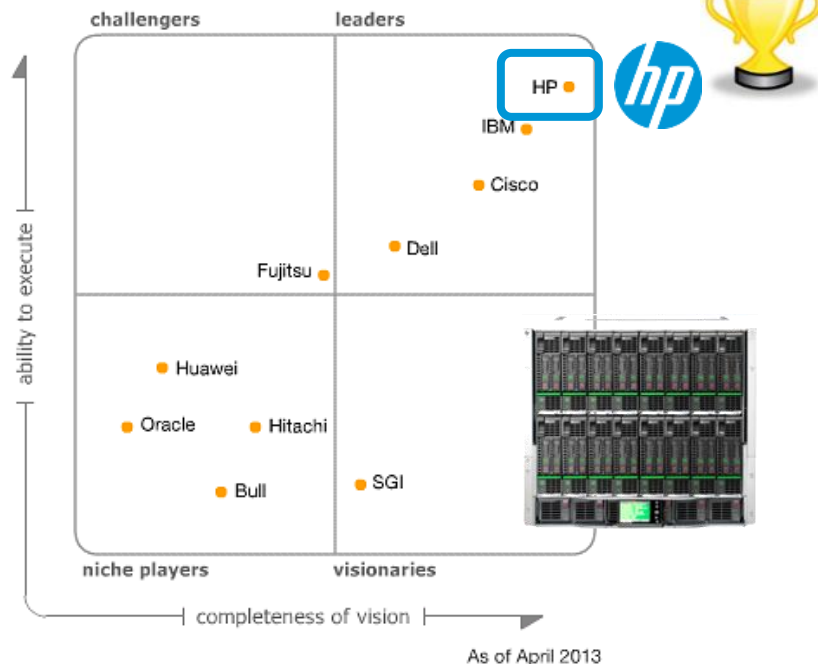 challengers
leaders
HP
hp
IBM
Cisco
Dell
Fujitsu
ability to execute
Huawei
Oracle
Hitachi
Bull
SGI
niche players
visionaries
completeness of vision
As of April 2013